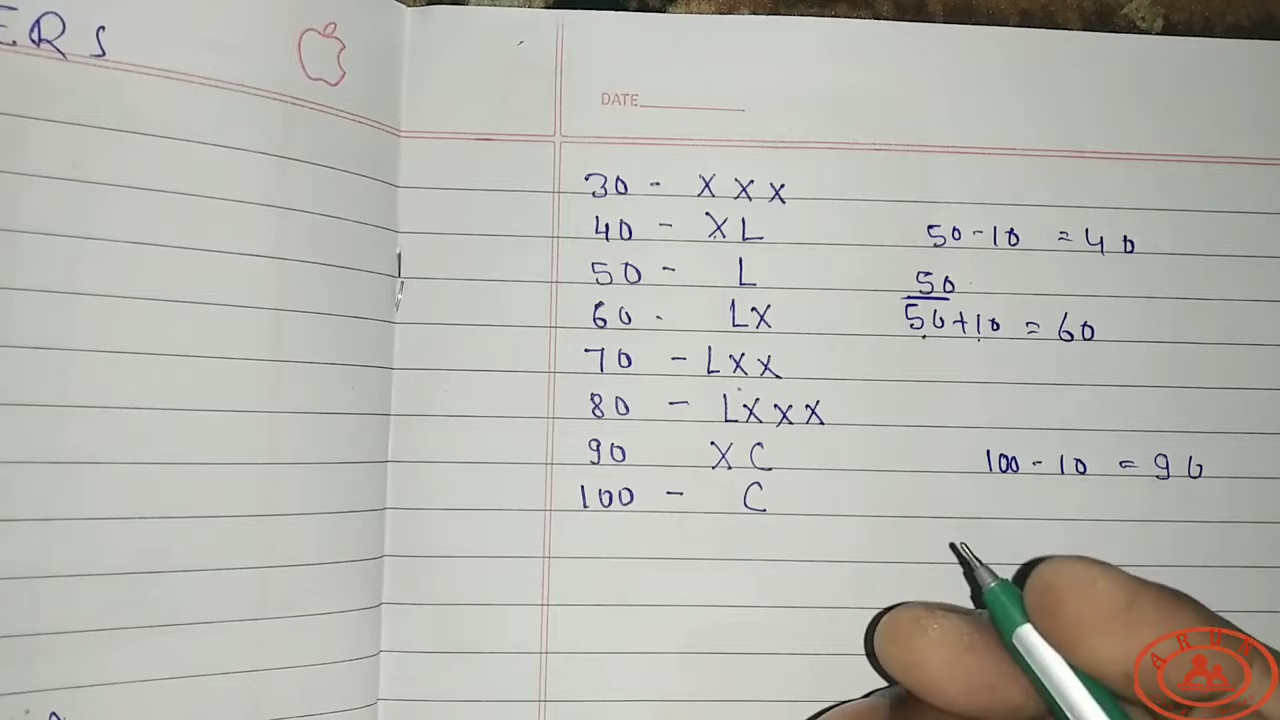 ERS
DATE
30 - XXX
40 - XL 50-10 = 40
50 - L 50
60 - LX 50+10 = 60
70 - LXX
80 - LXXX
90 XC 100-10 = 90
100 - C
ARUN